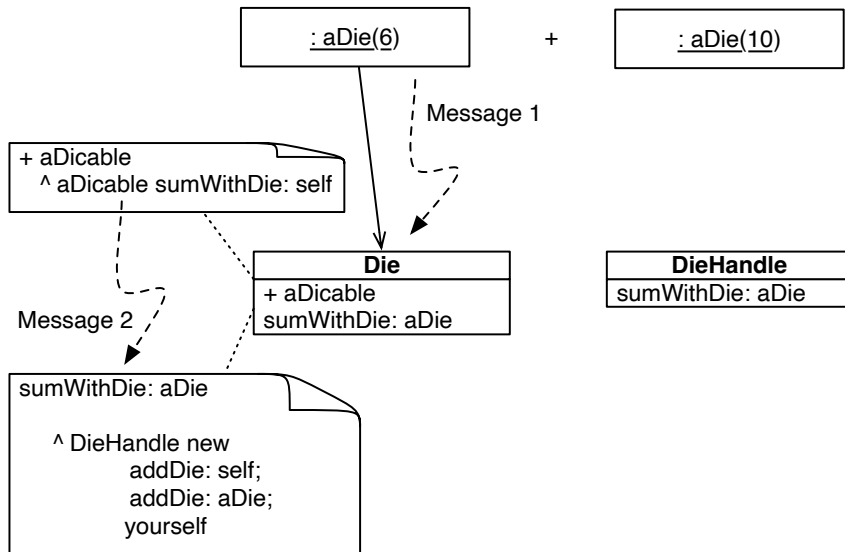 : aDie(6)
+
: aDie(10)
Message 1
+ aDicable
^ aDicable sumWithDie: self
Die
+ aDicable
sumWithDie: aDie
DieHandle
sumWithDie: aDie
Message 2
sumWithDie: aDie
^ DieHandle new
addDie: self;
addDie: aDie;
yourself